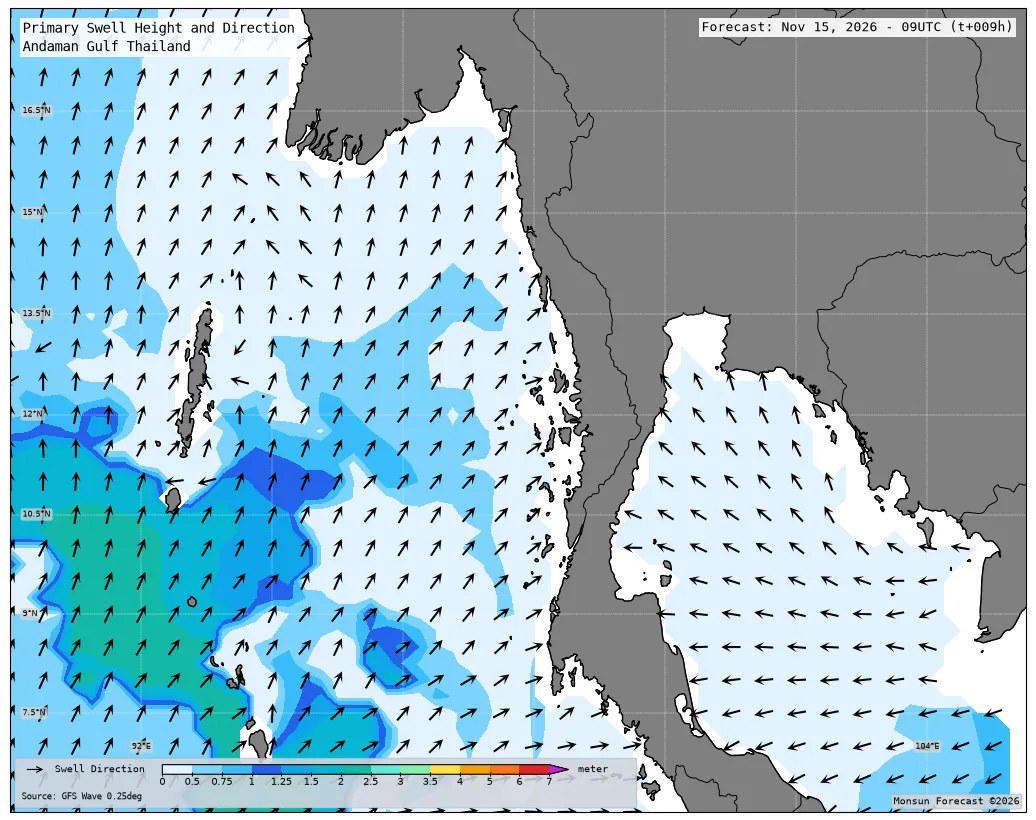 Primary Swell Height and Direction
Andaman Gulf Thailand
Forecast: Nov 15, 2026 - 09UTC (t+009h)
16.5°N
15°N
13.5°N
12°N
10.5°N
9°N
7.5°N
92°E
104°E
Swell Direction
meter
0 0.5 0.75 1 1.25 1.5 2 2.5 3 3.5 4 5 6 7
Source: GFS Wave 0.25deg
Monsun Forecast ©2026